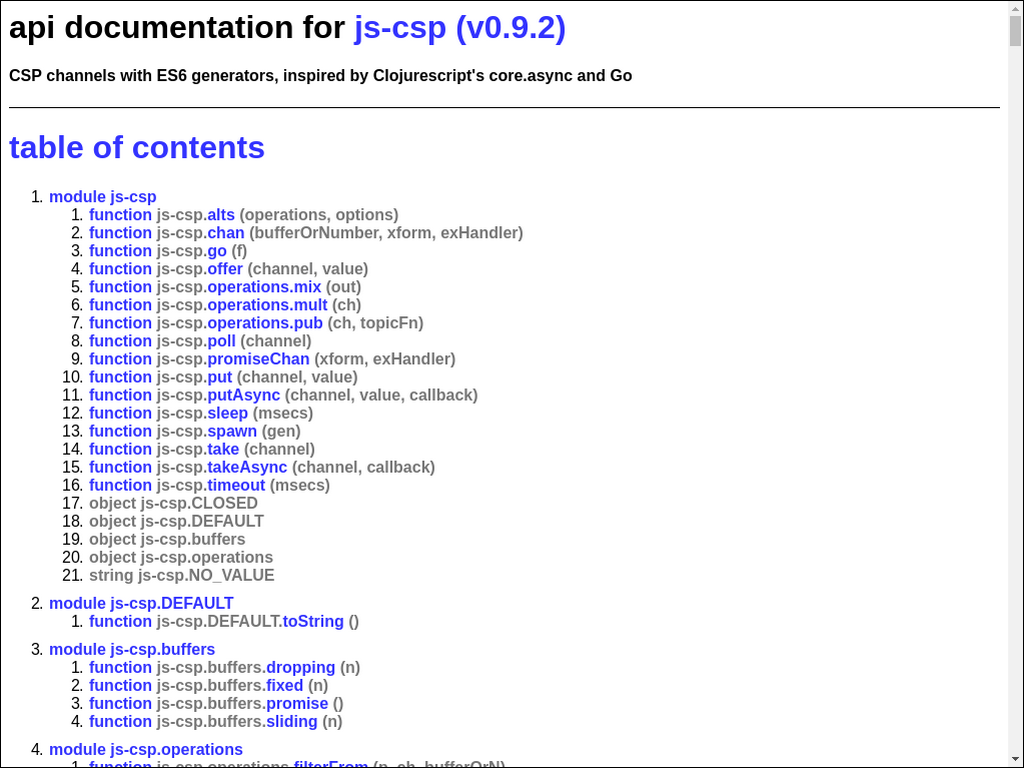 api documentation for js-csp (v0.9.2)
CSP channels with ES6 generators, inspired by Clojurescript's core.async and Go
table of contents
1. module js-csp
1. function js-csp.alts (operations, options)
2. function js-csp.chan (bufferOrNumber, xform, exHandler)
3. function js-csp.go (f)
4. function js-csp.offer (channel, value)
5. function js-csp.operations.mix (out)
6. function js-csp.operations.mult (ch)
7. function js-csp.operations.pub (ch, topicFn)
8. function js-csp.poll (channel)
9. function js-csp.promiseChan (xform, exHandler)
10. function js-csp.put (channel, value)
11. function js-csp.putAsync (channel, value, callback)
12. function js-csp.sleep (msecs)
13. function js-csp.spawn (gen)
14. function js-csp.take (channel)
15. function js-csp.takeAsync (channel, callback)
16. function js-csp.timeout (msecs)
17. object js-csp.CLOSED
18. object js-csp.DEFAULT
19. object js-csp.buffers
20. object js-csp.operations
21. string js-csp.NO_VALUE
2. module js-csp.DEFAULT
1. function js-csp.DEFAULT.toString ()
3. module js-csp.buffers
1. function js-csp.buffers.dropping (n)
2. function js-csp.buffers.fixed (n)
3. function js-csp.buffers.promise ()
4. function js-csp.buffers.sliding (n)
4. module js-csp.operations
1. function js-csp.operations.filterFrom (p, ch, bufferOrN)